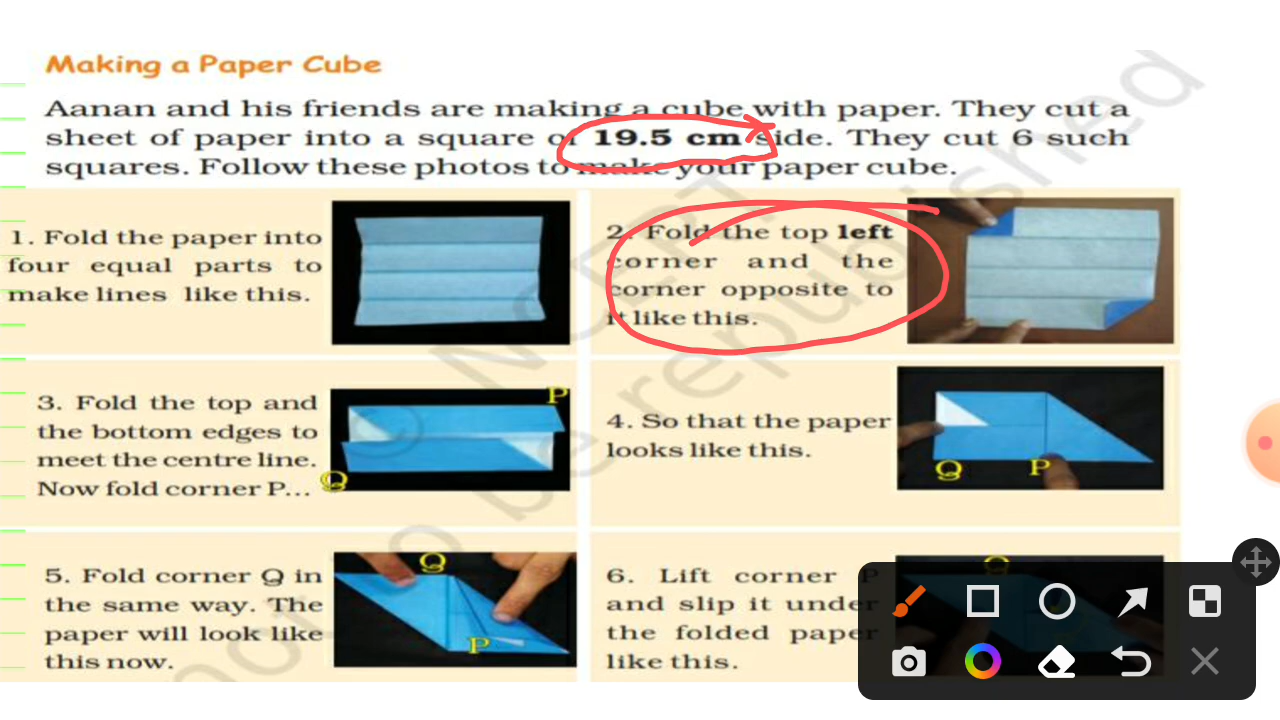 Making a Paper Cube
Aanan and his friends are making a cube with paper. They cut a
sheet of paper into a square of 19.5 cm side. They cut 6 such
squares. Follow these photos to make your paper cube.
1. Fold the paper into
four equal parts to
make lines like this.
2. Fold the top left
corner and the
corner opposite to
it like this.
3. Fold the top and
the bottom edges to
meet the centre line.
Now fold corner P...
P
Q
4. So that the paper
looks like this.
Q P
5. Fold corner Q in
the same way. The
paper will look like
this now.
Q
P
6. Lift corner P
and slip it under
the folded paper
like this.
Q
© NCERT
not to be republished